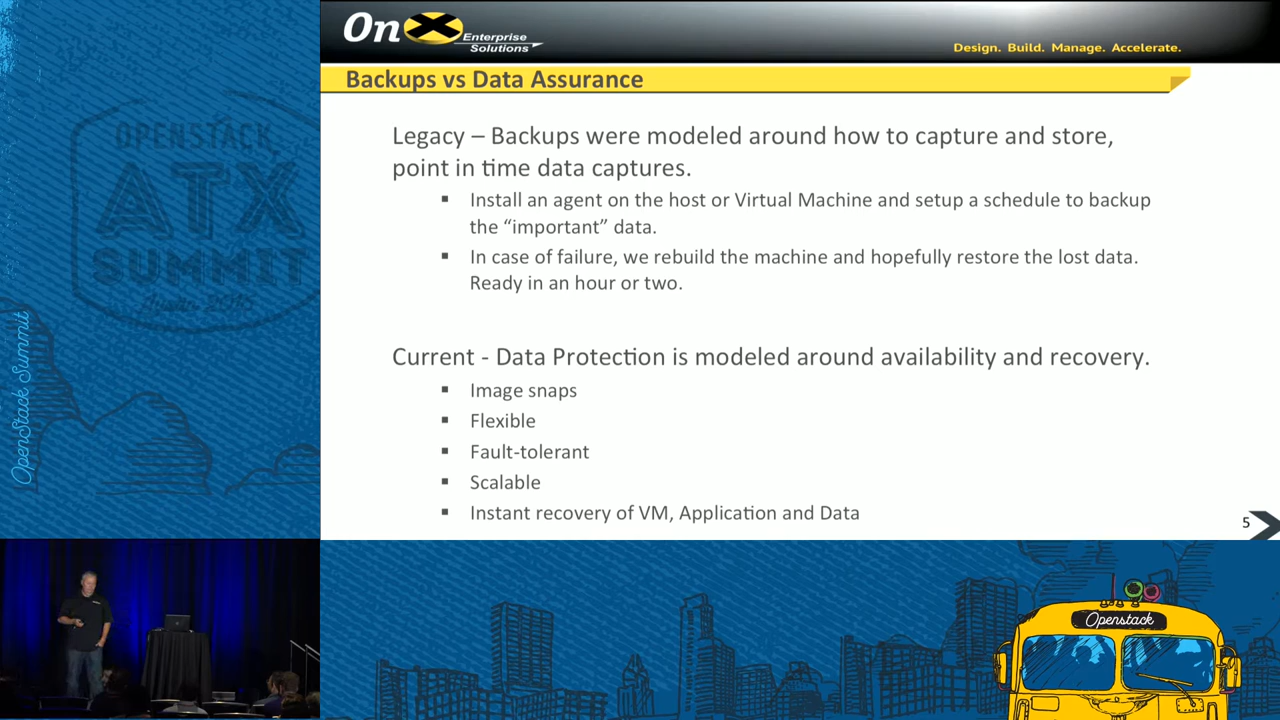 OnX Enterprise
Solutions
Design. Build. Manage. Accelerate.
Backups vs Data Assurance
Legacy – Backups were modeled around how to capture and store,
point in time data captures.
▪ Install an agent on the host or Virtual Machine and setup a schedule to backup
the “important” data.
▪ In case of failure, we rebuild the machine and hopefully restore the lost data.
Ready in an hour or two.
Current - Data Protection is modeled around availability and recovery.
▪ Image snaps
▪ Flexible
▪ Fault-tolerant
▪ Scalable
▪ Instant recovery of VM, Application and Data
5
OPENSTACK
ATX
SUMMIT
OpenStack Summit
Openstack